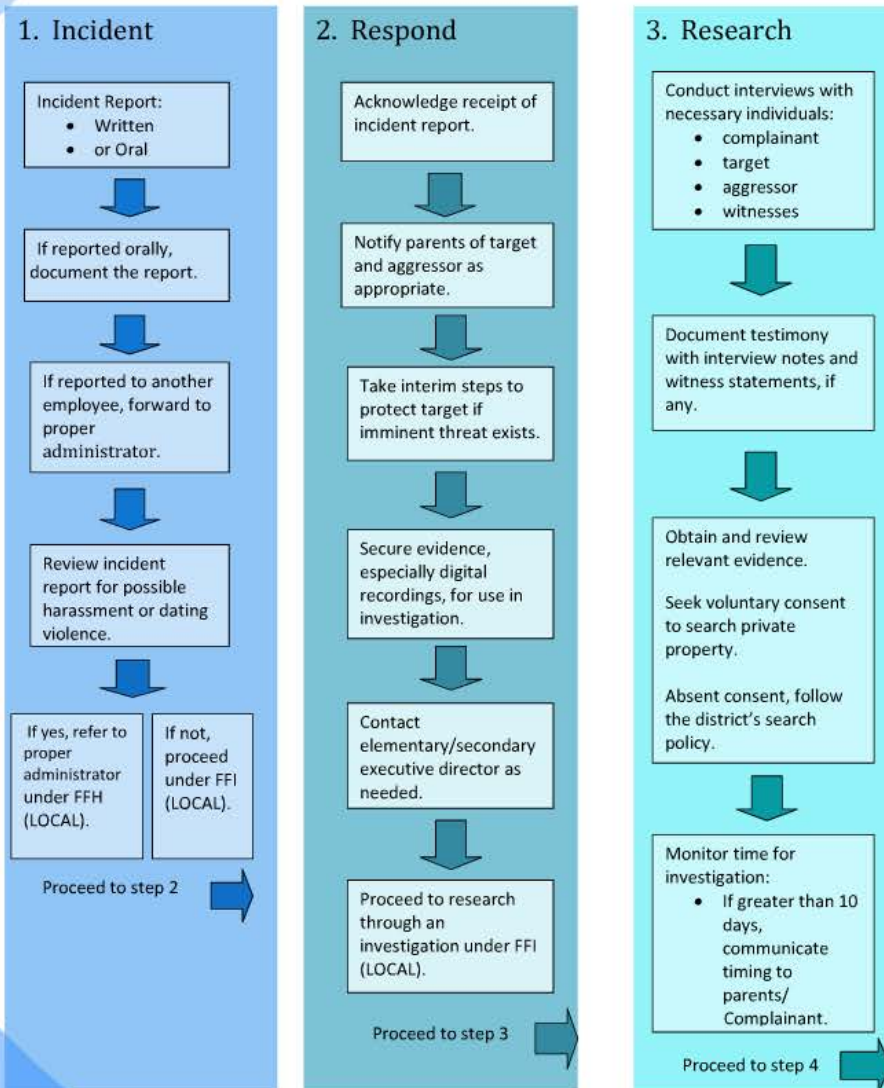 1. Incident
Incident Report:
• Written
• or Oral
If reported orally,
document the report.
If reported to another
employee, forward to
proper
administrator.
Review incident
report for possible
harassment or dating
violence.
If yes, refer to
proper
administrator
under FFH
(LOCAL).
If not,
proceed
under FFI
(LOCAL).
Proceed to step 2
2. Respond
Acknowledge receipt of
incident report.
Notify parents of target
and aggressor as
appropriate.
Take interim steps to
protect target if
imminent threat exists.
Secure evidence,
especially digital
recordings, for use in
investigation.
Contact
elementary/secondary
executive director as
needed.
Proceed to research
through an
investigation under FFI
(LOCAL).
Proceed to step 3
3. Research
Conduct interviews with
necessary individuals:
• complainant
• target
• aggressor
• witnesses
Document testimony
with interview notes and
witness statements, if
any.
Obtain and review
relevant evidence.
Seek voluntary consent
to search private
property.
Absent consent, follow
the district's search
policy.
Monitor time for
investigation:
• If greater than 10
days,
communicate
timing to
parents/
Complainant.
Proceed to step 4